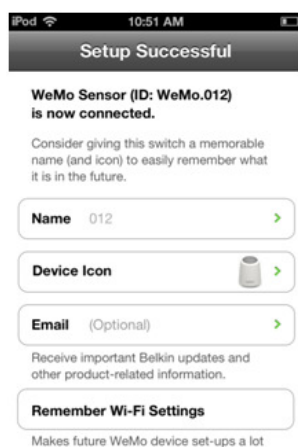 iPod 10:51 AM
Setup Successful
WeMo Sensor (ID: WeMo.012)
is now connected.
Consider giving this switch a memorable
name (and icon) to easily remember what
it is in the future.
Name 012
Device Icon
Email (Optional)
Receive important Belkin updates and
other product-related information.
Remember Wi-Fi Settings
Makes future WeMo device set-ups a lot